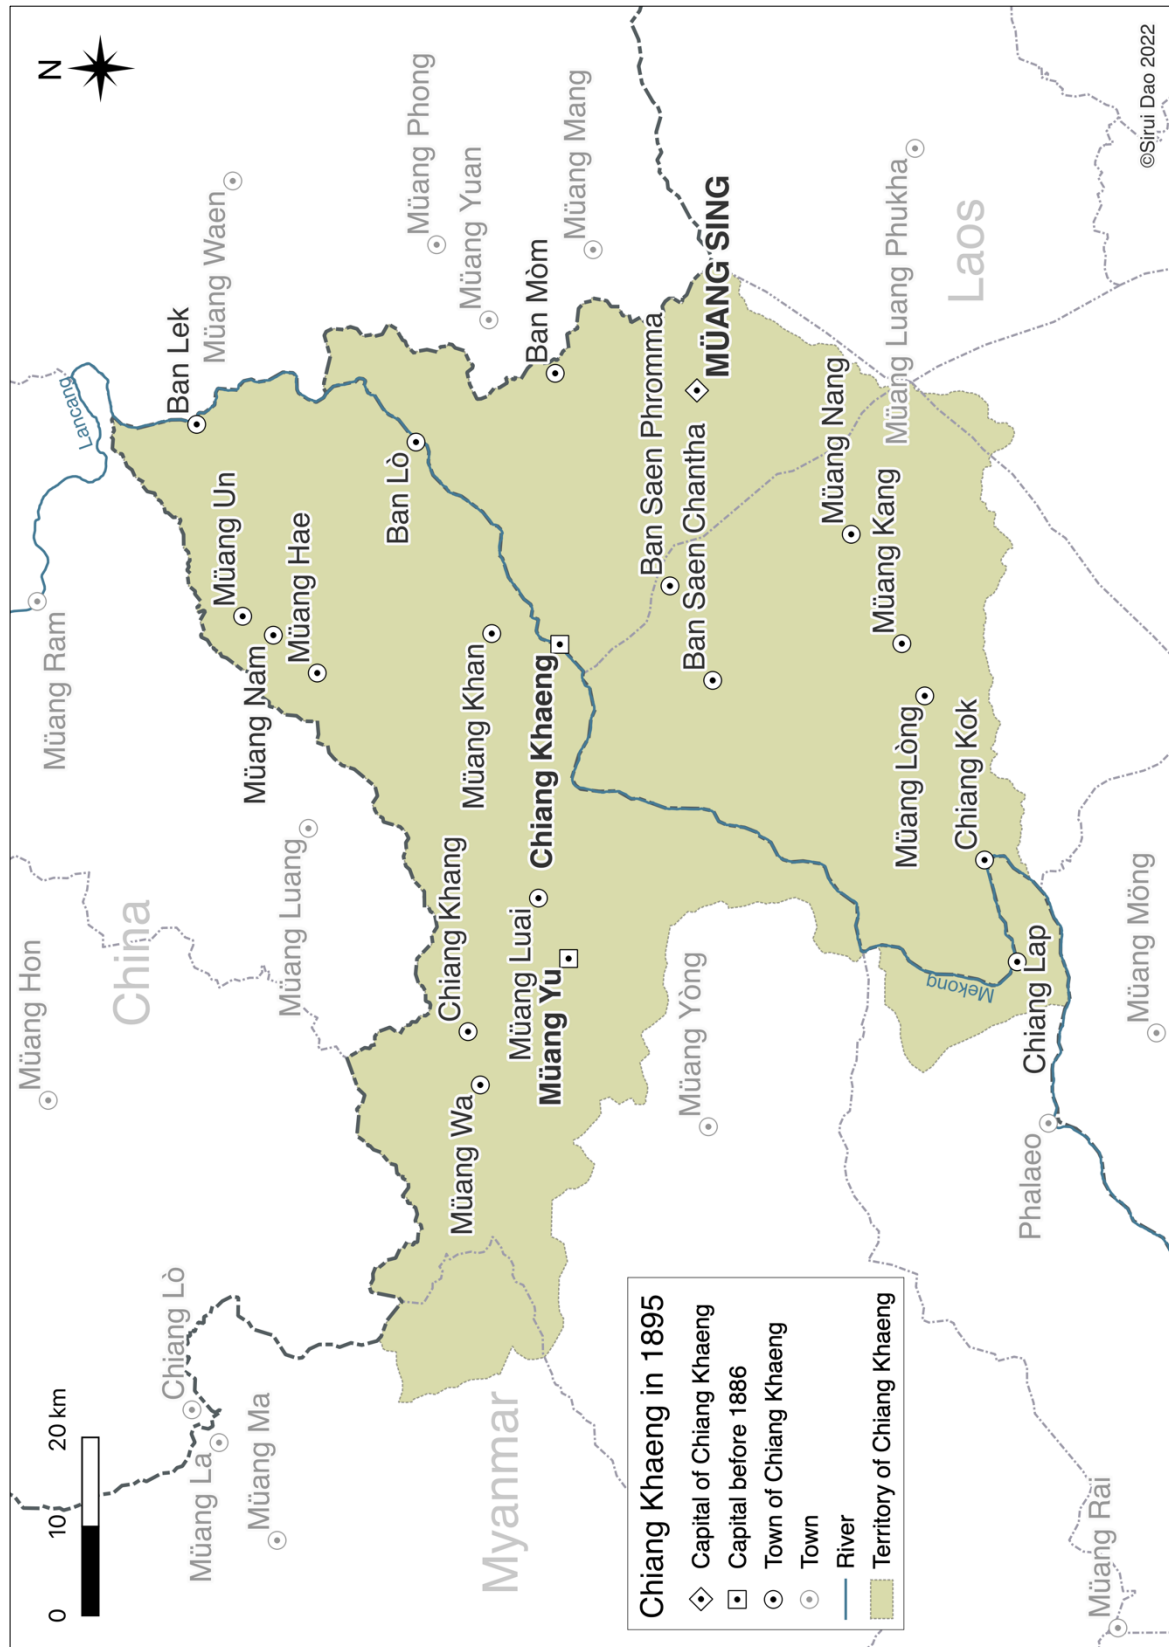 N
0
10
20 km
Müang Hon
Müang Ram
China
Lancang
Ban Lek
Müang Waen
Müang Un
Müang Nam
Müang Hae
Müang Luang
Chiang Lò
Müang La
Müang Ma
Müang Phong
Müang Yuan
Ban Lò
Müang Khan
Chiang Khang
Müang Wa
Müang Luai
Müang Yu
Chiang Khaeng
Ban Mòm
Müang Mang
Myanmar
Müang Yòng
Ban Saen Phromma
Ban Saen Chantha
MÜANG SING
Müang Nang
Müang Kang
Müang Luang Phukha
Laos
Müang Lòng
Chiang Kok
Mekong
Chiang Lap
Phalaeo
Müang Möng
Müang Rai
Chiang Khaeng in 1895
Capital of Chiang Khaeng
Capital before 1886
Town of Chiang Khaeng
Town
River
Territory of Chiang Khaeng
©Sirui Dao 2022